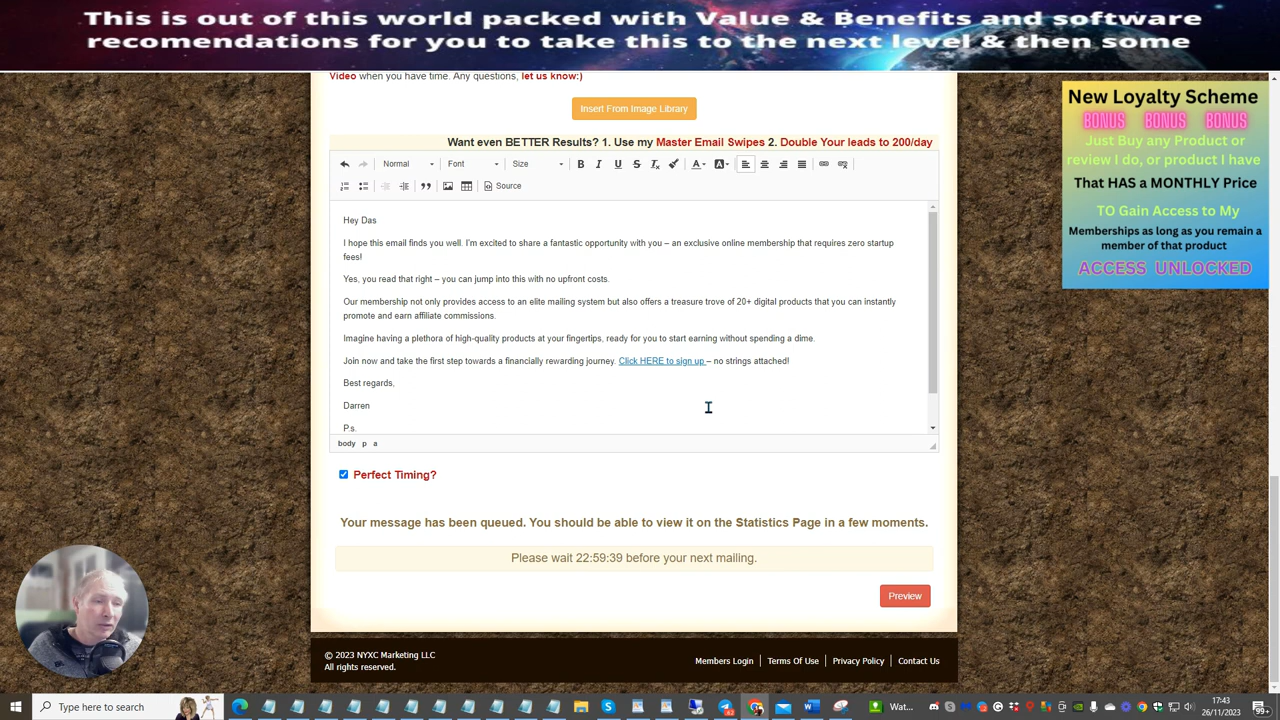 This is out of this world packed with Value & Benefits and software
recomendations for you to take this to the next level & then some
Video when you have time. Any questions, let us know:)
Insert From Image Library
Want even BETTER Results? 1. Use my Master Email Swipes 2. Double Your leads to 200/day
Normal Font Size
Source
Hey Das
I hope this email finds you well. I'm excited to share a fantastic opportunity with you – an exclusive online membership that requires zero startup
fees!
Yes, you read that right – you can jump into this with no upfront costs.
Our membership not only provides access to an elite mailing system but also offers a treasure trove of 20+ digital products that you can instantly
promote and earn affiliate commissions.
Imagine having a plethora of high-quality products at your fingertips, ready for you to start earning without spending a dime.
Join now and take the first step towards a financially rewarding journey. Click HERE to sign up – no strings attached!
Best regards,
Darren
P.s.
body p a
Perfect Timing?
Your message has been queued. You should be able to view it on the Statistics Page in a few moments.
Please wait 22:59:39 before your next mailing.
Preview
© 2023 NYXC Marketing LLC
All rights reserved.
Members Login Terms Of Use Privacy Policy Contact Us
New Loyalty Scheme
BONUS BONUS BONUS
Just Buy any Product or
review I do, or product I have
That HAS a MONTHLY Price
TO Gain Access to My
Memberships as long as you remain a
member of that product
ACCESS UNLOCKED
Type here to search
Wat...
17:43
26/11/2023
99+